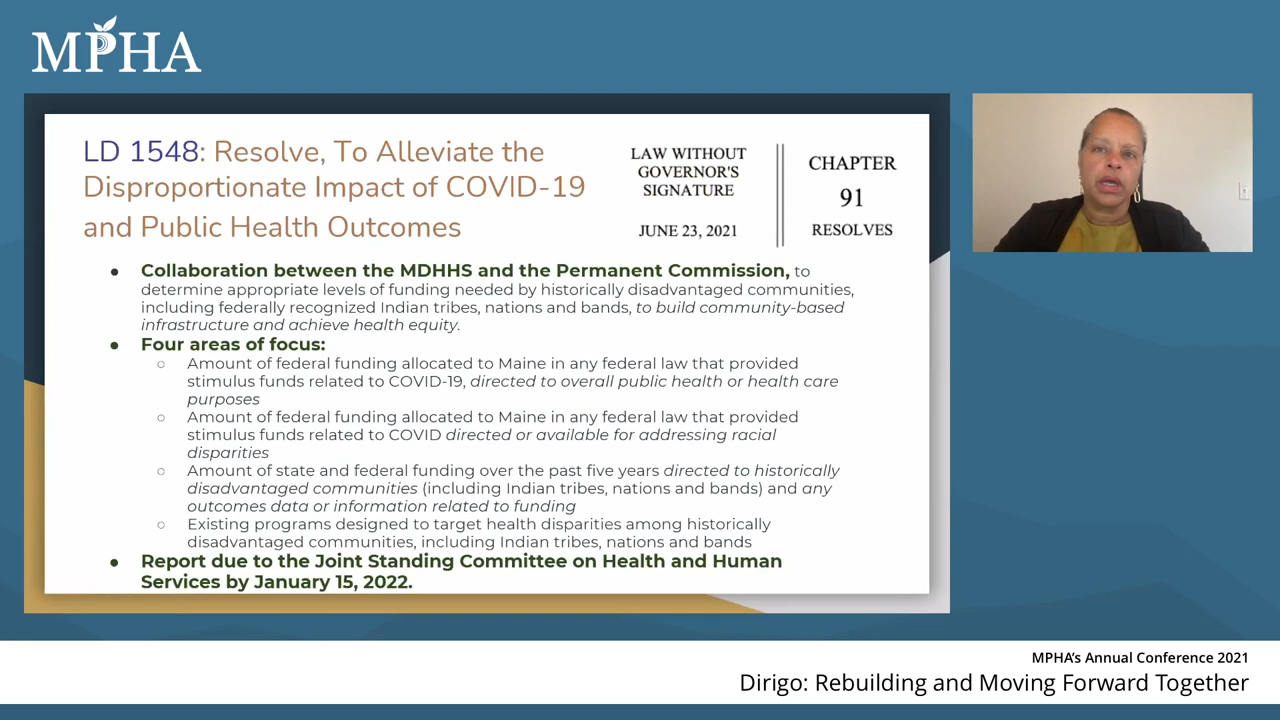 MPHA
LD 1548: Resolve, To Alleviate the
Disproportionate Impact of COVID-19
and Public Health Outcomes
LAW WITHOUT
GOVERNOR'S
SIGNATURE
JUNE 23, 2021
CHAPTER
91
RESOLVES
● Collaboration between the MDHHS and the Permanent Commission, to
determine appropriate levels of funding needed by historically disadvantaged communities,
including federally recognized Indian tribes, nations and bands, to build community-based
infrastructure and achieve health equity.
● Four areas of focus:
○ Amount of federal funding allocated to Maine in any federal law that provided
stimulus funds related to COVID-19, directed to overall public health or health care
purposes
○ Amount of federal funding allocated to Maine in any federal law that provided
stimulus funds related to COVID directed or available for addressing racial
disparities
○ Amount of state and federal funding over the past five years directed to historically
disadvantaged communities (including Indian tribes, nations and bands) and any
outcomes data or information related to funding
○ Existing programs designed to target health disparities among historically
disadvantaged communities, including Indian tribes, nations and bands
● Report due to the Joint Standing Committee on Health and Human
Services by January 15, 2022.
MPHA's Annual Conference 2021
Dirigo: Rebuilding and Moving Forward Together